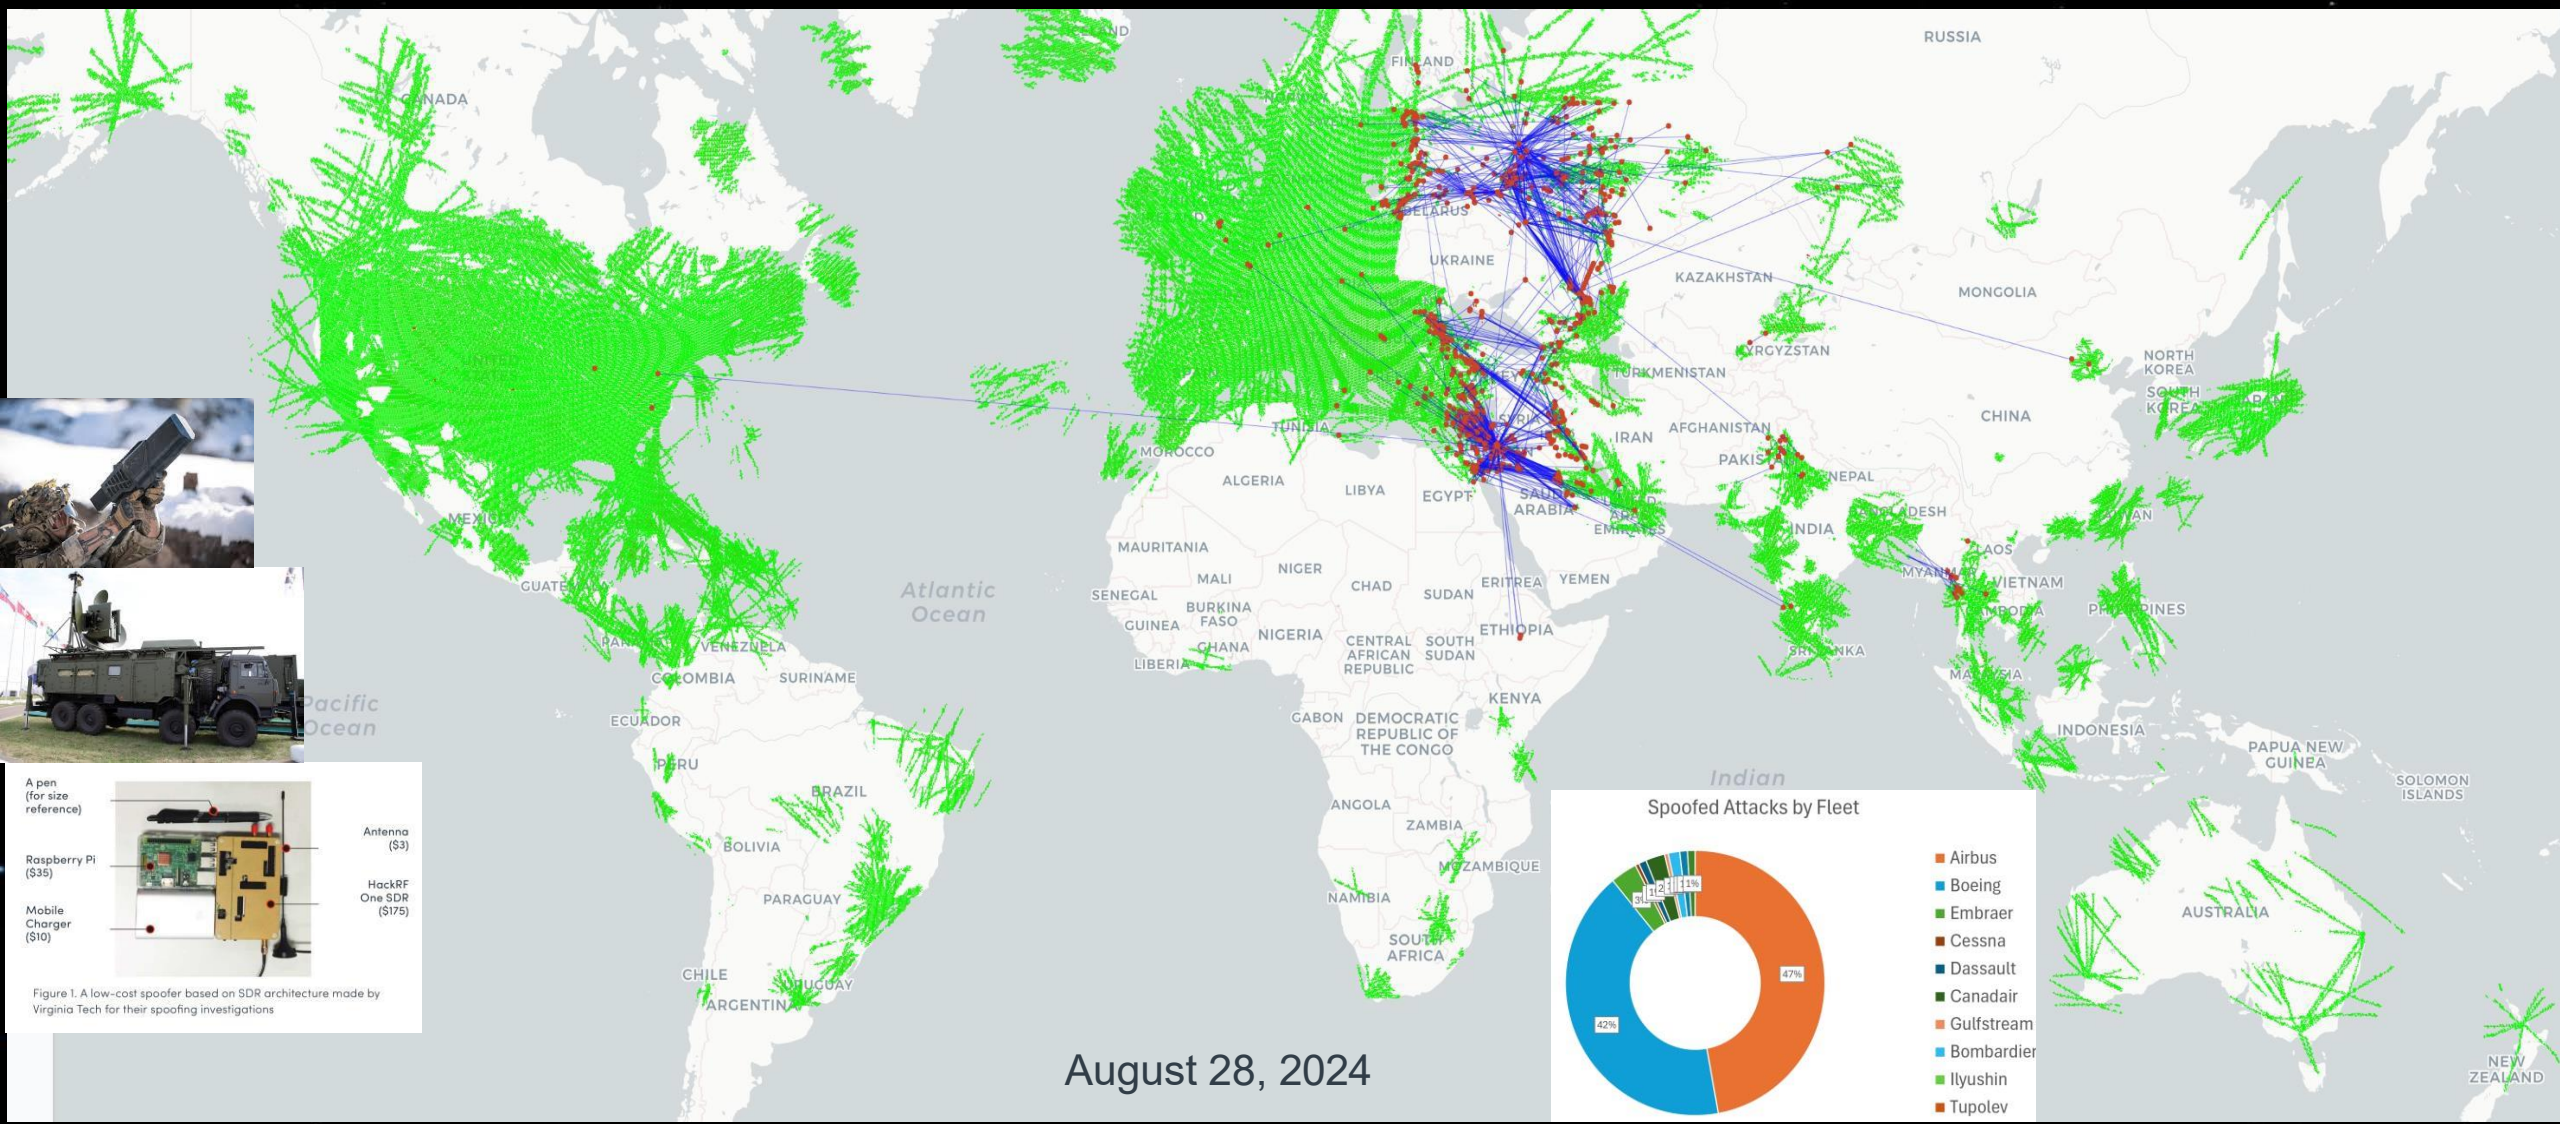 RUSSIA
FINLAND
CANADA
BELARUS
UKRAINE
KAZAKHSTAN
MONGOLIA
KYRGYZSTAN
NORTH
KOREA
TURKMENISTAN
SOUTH
KOREA
SYRIA
CHINA
TUNISIA
AFGHANISTAN
IRAN
MOROCCO
ALGERIA
LIBYA
EGYPT
NEPAL
SAUDI
ARABIA
EMIRATES
INDIA
MEXICO
MAURITANIA
MALI
NIGER
CHAD
SUDAN
ERITREA
YEMEN
LAOS
VIETNAM
Atlantic
Ocean
SENEGAL
BURKINA
FASO
GUINEA
NIGERIA
GHANA
LIBERIA
CENTRAL
AFRICAN
REPUBLIC
SOUTH
SUDAN
ETHIOPIA
VENEZUELA
COLOMBIA
SURINAME
SRI LANKA
MALAYSIA
Pacific
Ocean
ECUADOR
GABON
DEMOCRATIC
REPUBLIC OF
THE CONGO
KENYA
INDONESIA
PAPUA NEW
GUINEA
SOLOMON
ISLANDS
PERU
BRAZIL
Indian
ANGOLA
ZAMBIA
BOLIVIA
MOZAMBIQUE
PARAGUAY
NAMIBIA
AUSTRALIA
SOUTH
AFRICA
CHILE
URUGUAY
ARGENTINA
NEW
ZEALAND
A pen
(for size
reference)
Raspberry Pi
($35)
Mobile
Charger
($10)
Antenna
($3)
HackRF
One SDR
($175)
Figure 1. A low-cost spoofer based on SDR architecture made by
Virginia Tech for their spoofing investigations
August 28, 2024
Spoofed Attacks by Fleet
47%
42%
1%
Airbus
Boeing
Embraer
Cessna
Dassault
Canadair
Gulfstream
Bombardier
Ilyushin
Tupolev